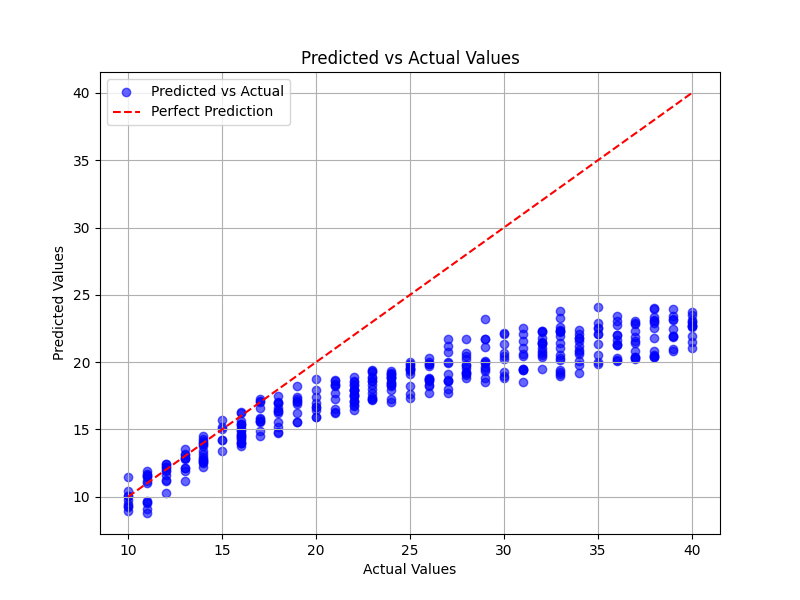 Predicted vs Actual Values
Predicted vs Actual
Perfect Prediction
40
35
30
25
20
15
10
Predicted Values
10 15 20 25 30 35 40
Actual Values